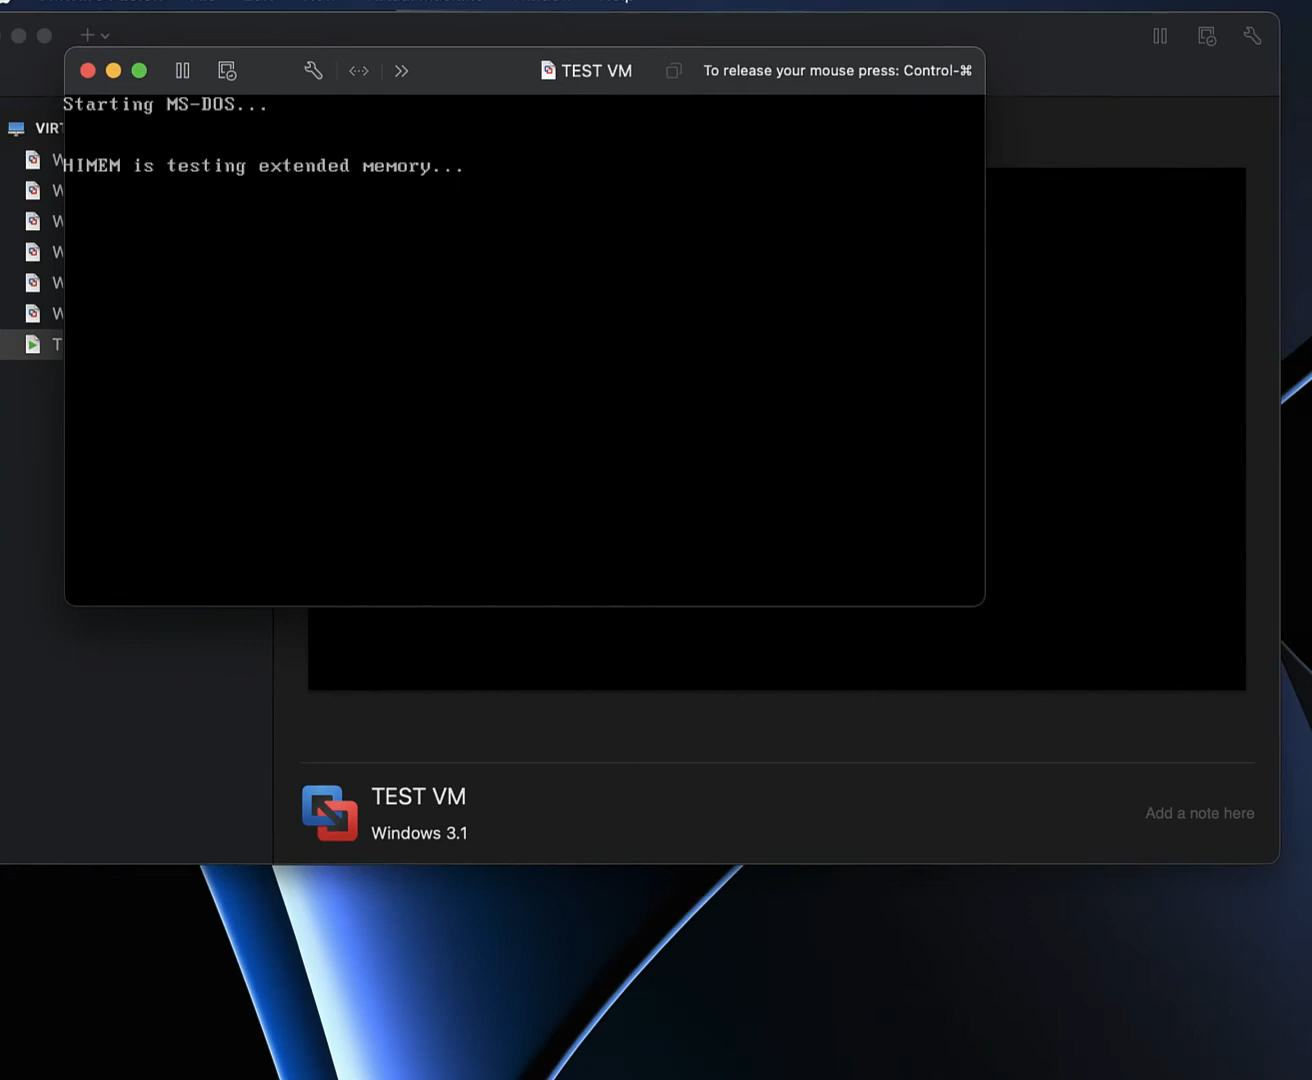 TEST VM
To release your mouse press: Control-⌘
Starting MS-DOS...
HIMEM is testing extended memory...
TEST VM
Windows 3.1
Add a note here